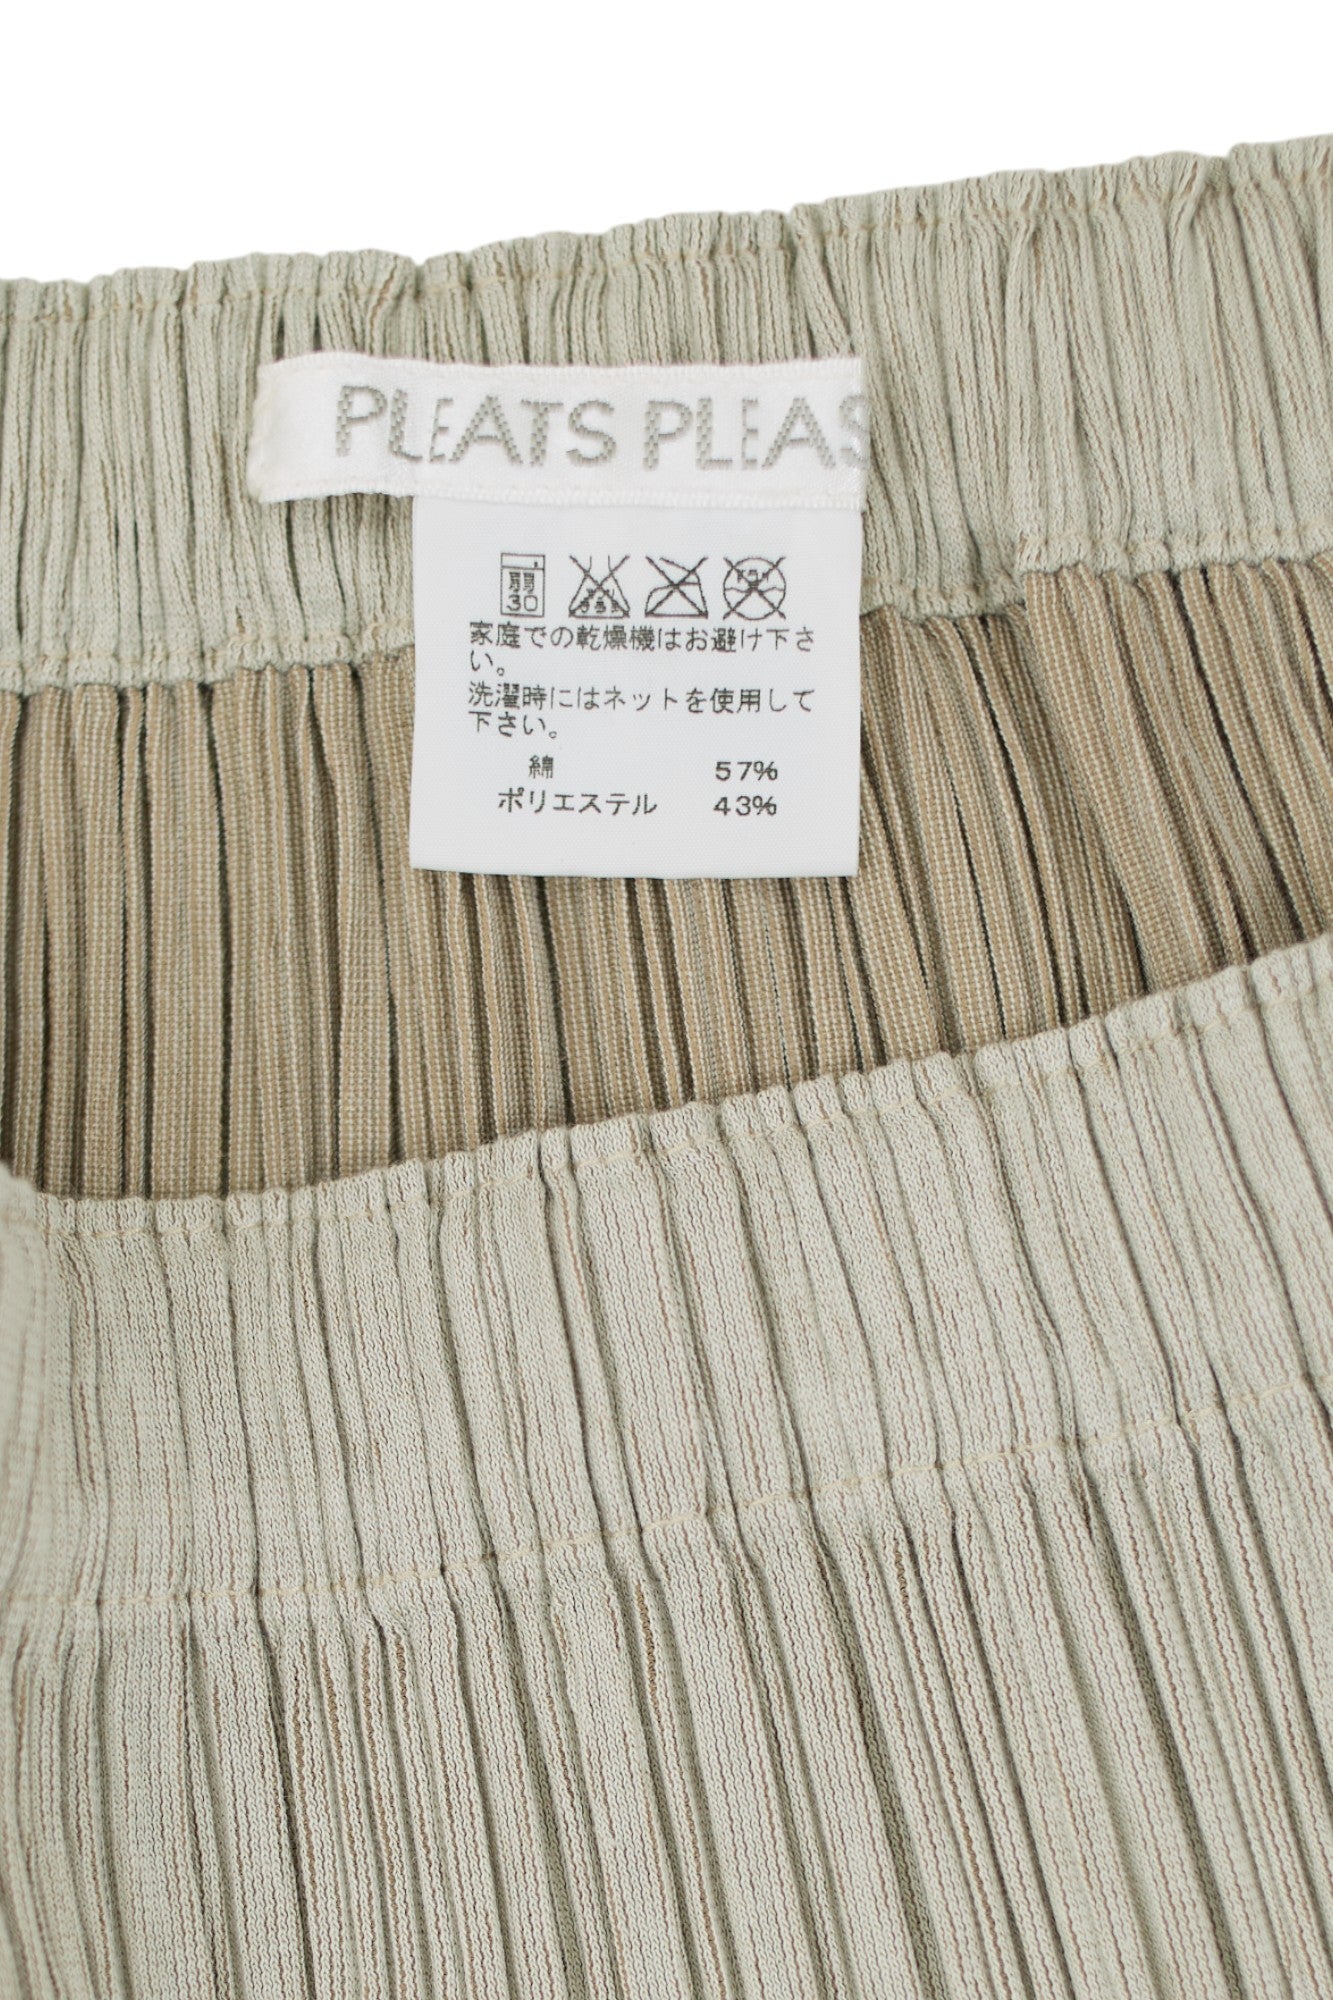 PLEATS PLEAS
弱
30
家庭での乾燥機はお避け下さ
い。
洗濯時にはネットを使用して
下さい。
綿 57%
ポリエステル 43%